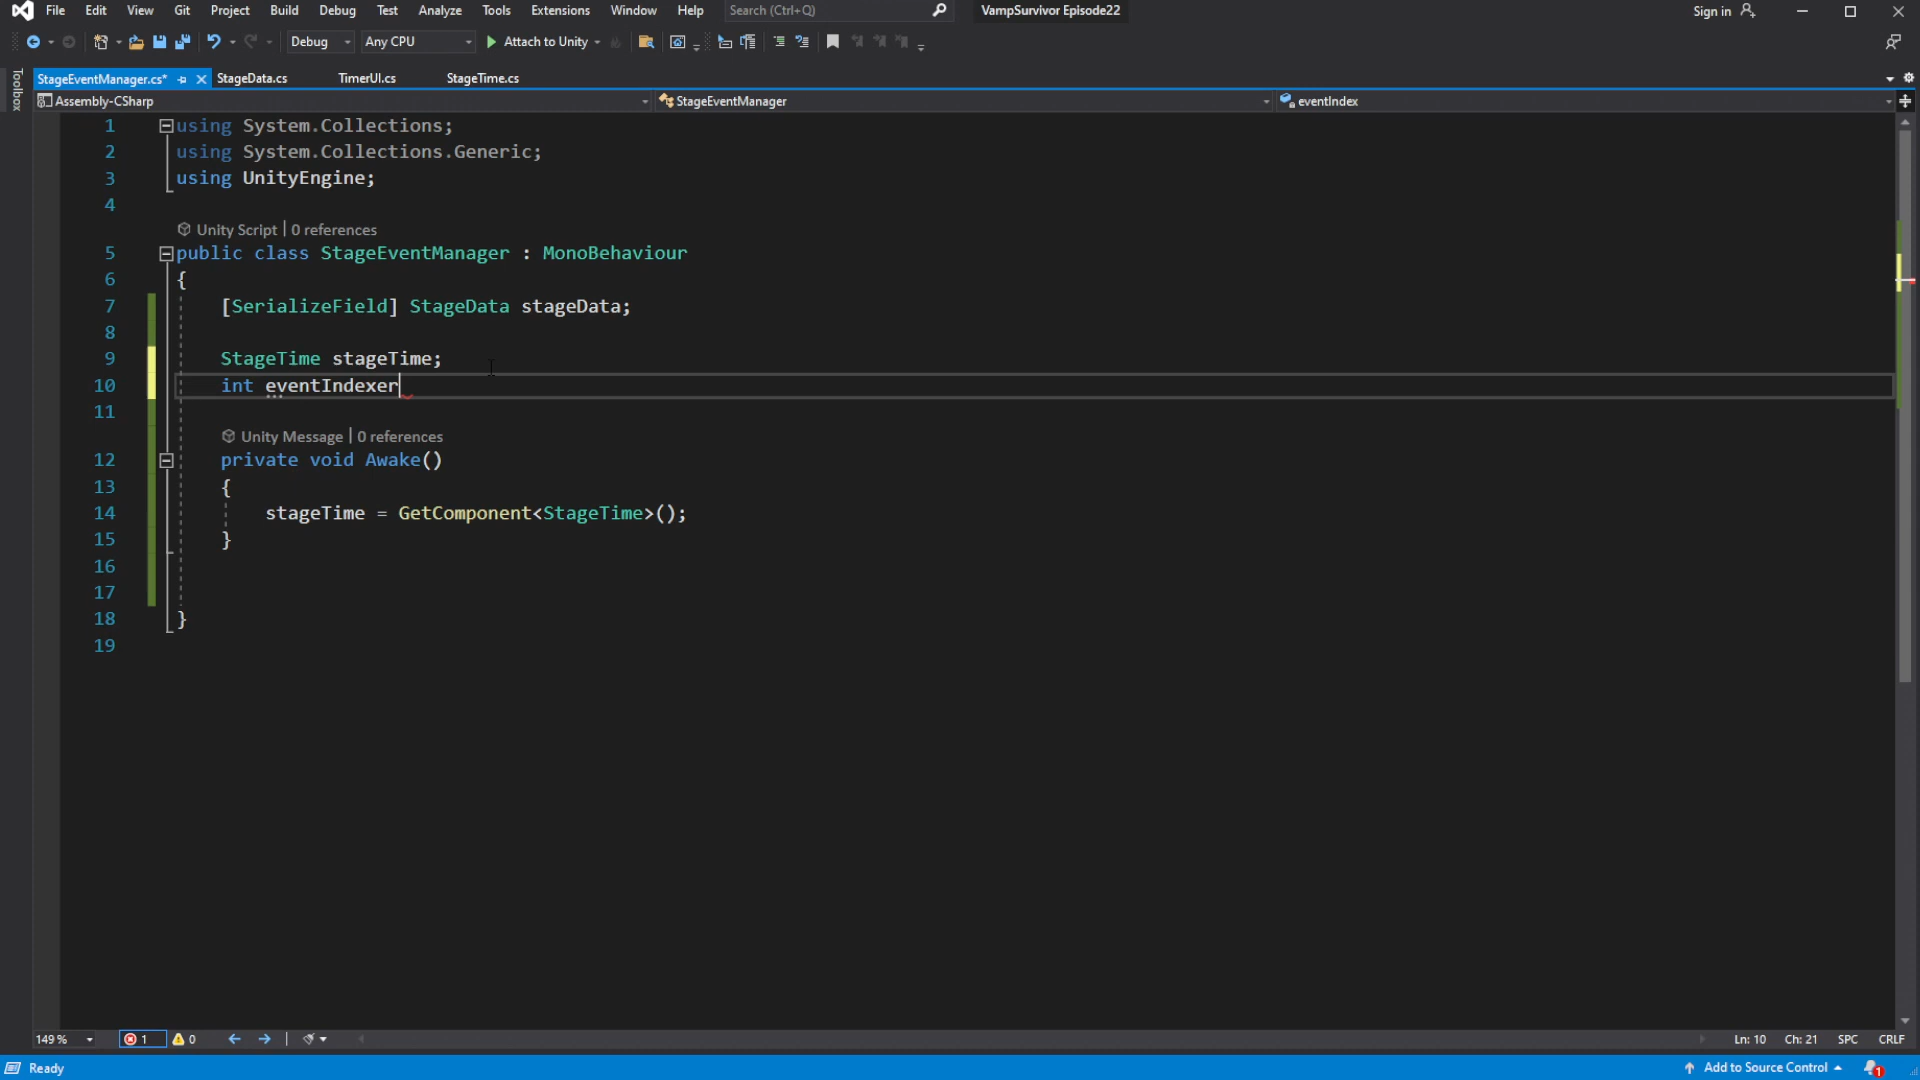 File Edit View Git Project Build Debug Test Analyze Tools Extensions Window Help Search (Ctrl+Q) VampSurvivor Episode22 Sign in
Debug Any CPU Attach to Unity
Toolbox
StageEventManager.cs* StageData.cs TimerUI.cs StageTime.cs
Assembly-CSharp StageEventManager eventIndex
1 using System.Collections;
2 using System.Collections.Generic;
3 using UnityEngine;
4
Unity Script | 0 references
5 public class StageEventManager : MonoBehaviour
6 {
7 [SerializeField] StageData stageData;
8
9 StageTime stageTime;
10 int eventIndexer
11
Unity Message | 0 references
12 private void Awake()
13 {
14 stageTime = GetComponent<StageTime>();
15 }
16
17
18 }
19
149 % 1 0 Ln: 10 Ch: 21 SPC CRLF
Ready Add to Source Control 1